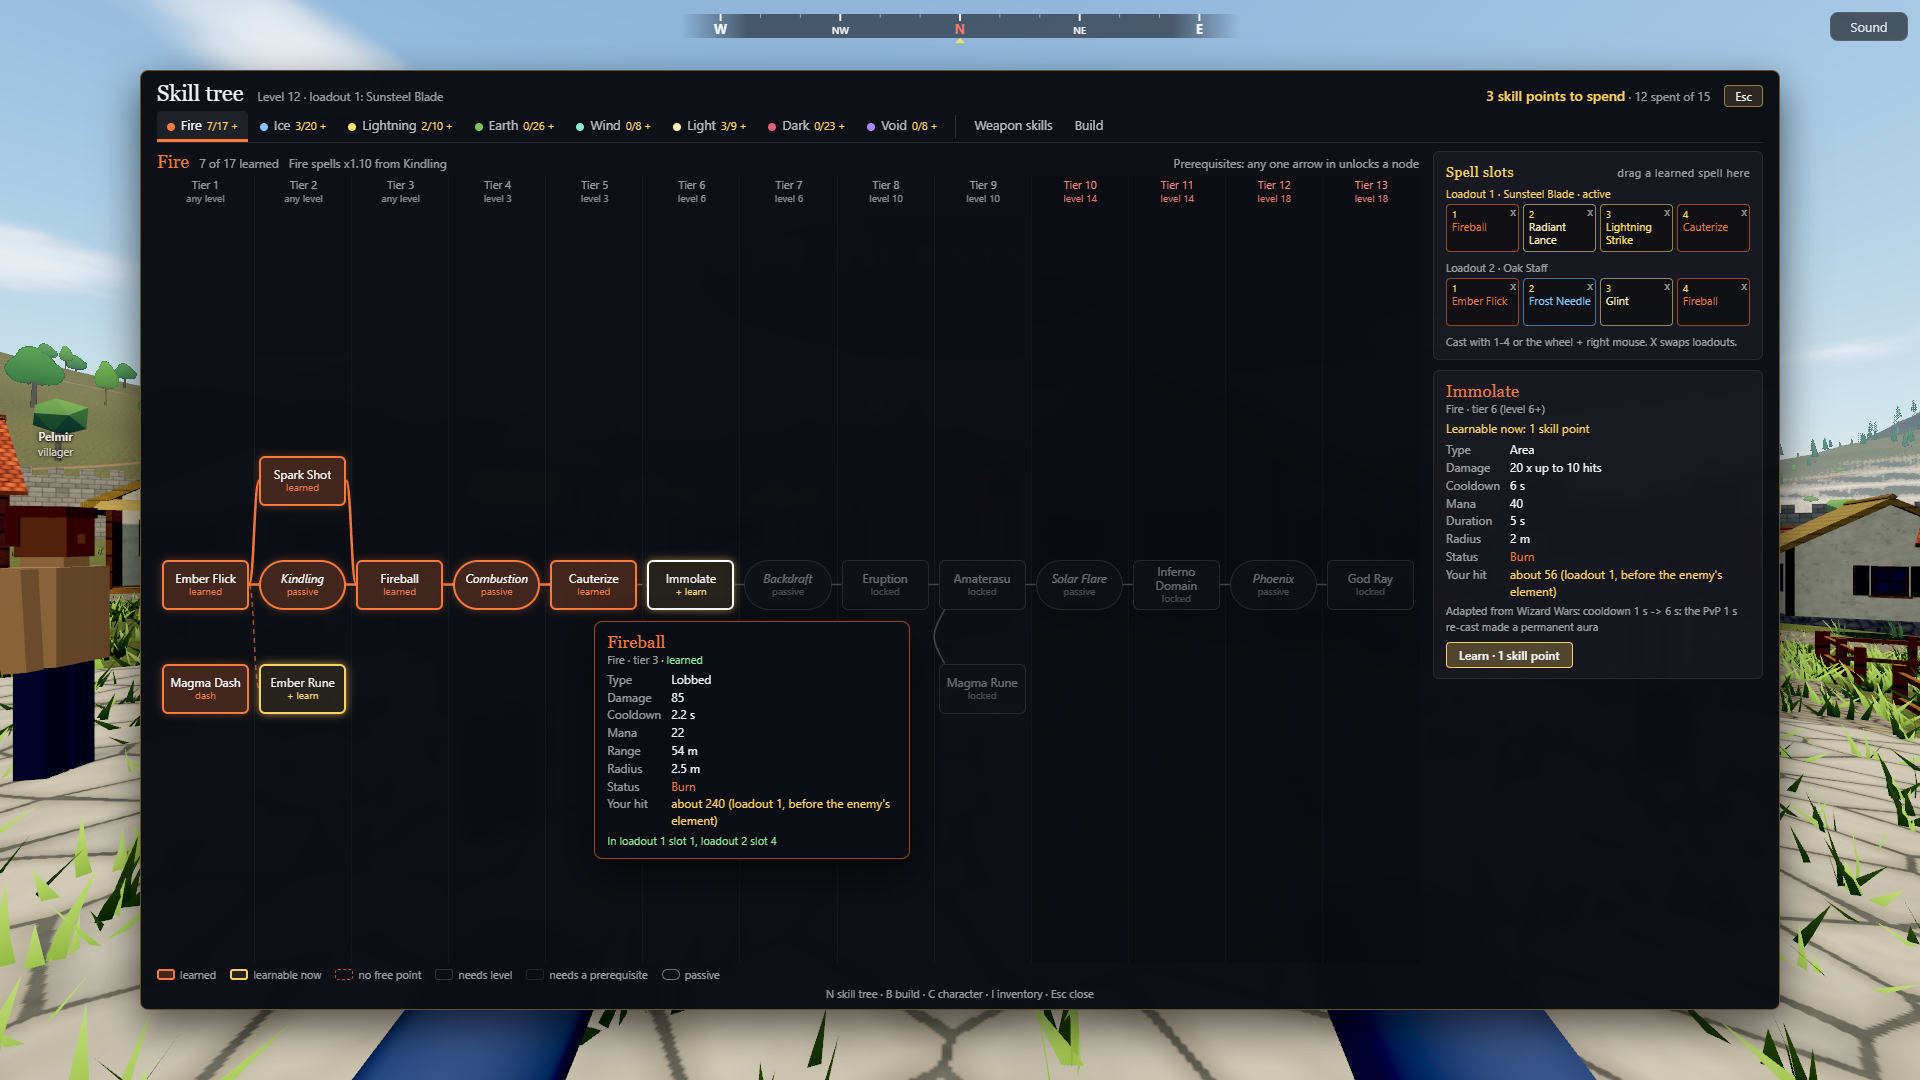 W NW N NE E
Sound
Skill tree Level 12 · loadout 1: Sunsteel Blade
3 skill points to spend · 12 spent of 15 Esc
Fire 7/17 + Ice 3/20 + Lightning 2/10 + Earth 0/26 + Wind 0/8 + Light 3/9 + Dark 0/23 + Void 0/8 + Weapon skills Build
Fire 7 of 17 learned Fire spells x1.10 from Kindling
Prerequisites: any one arrow in unlocks a node
Tier 1 Tier 2 Tier 3 Tier 4 Tier 5 Tier 6 Tier 7 Tier 8 Tier 9 Tier 10 Tier 11 Tier 12 Tier 13
any level any level any level level 3 level 3 level 6 level 6 level 10 level 10 level 14 level 14 level 18 level 18
Pelmir
villager
Spark Shot
learned
Ember Flick
learned
Kindling
passive
Fireball
learned
Combustion
passive
Cauterize
learned
Immolate
+ learn
Backdraft
passive
Eruption
locked
Amaterasu
locked
Solar Flare
passive
Inferno
Domain
locked
Phoenix
passive
God Ray
locked
Magma Dash
dash
Ember Rune
+ learn
Magma Rune
locked
Fireball
Fire · tier 3 · learned
Type Lobbed
Damage 85
Cooldown 2.2 s
Mana 22
Range 54 m
Radius 2.5 m
Status Burn
Your hit about 240 (loadout 1, before the enemy's
element)
In loadout 1 slot 1, loadout 2 slot 4
Spell slots drag a learned spell here
Loadout 1 · Sunsteel Blade · active
1 x 2 x 3 x 4 x
Fireball Radiant Lightning Cauterize
Lance Strike
Loadout 2 · Oak Staff
1 x 2 x 3 x 4 x
Ember Flick Frost Needle Glint Fireball
Cast with 1-4 or the wheel + right mouse. X swaps loadouts.
Immolate
Fire · tier 6 (level 6+)
Learnable now: 1 skill point
Type Area
Damage 20 x up to 10 hits
Cooldown 6 s
Mana 40
Duration 5 s
Radius 2 m
Status Burn
Your hit about 56 (loadout 1, before the enemy's
element)
Adapted from Wizard Wars: cooldown 1 s -> 6 s: the PvP 1 s
re-cast made a permanent aura
Learn · 1 skill point
learned learnable now no free point needs level needs a prerequisite passive
N skill tree · B build · C character · I inventory · Esc close